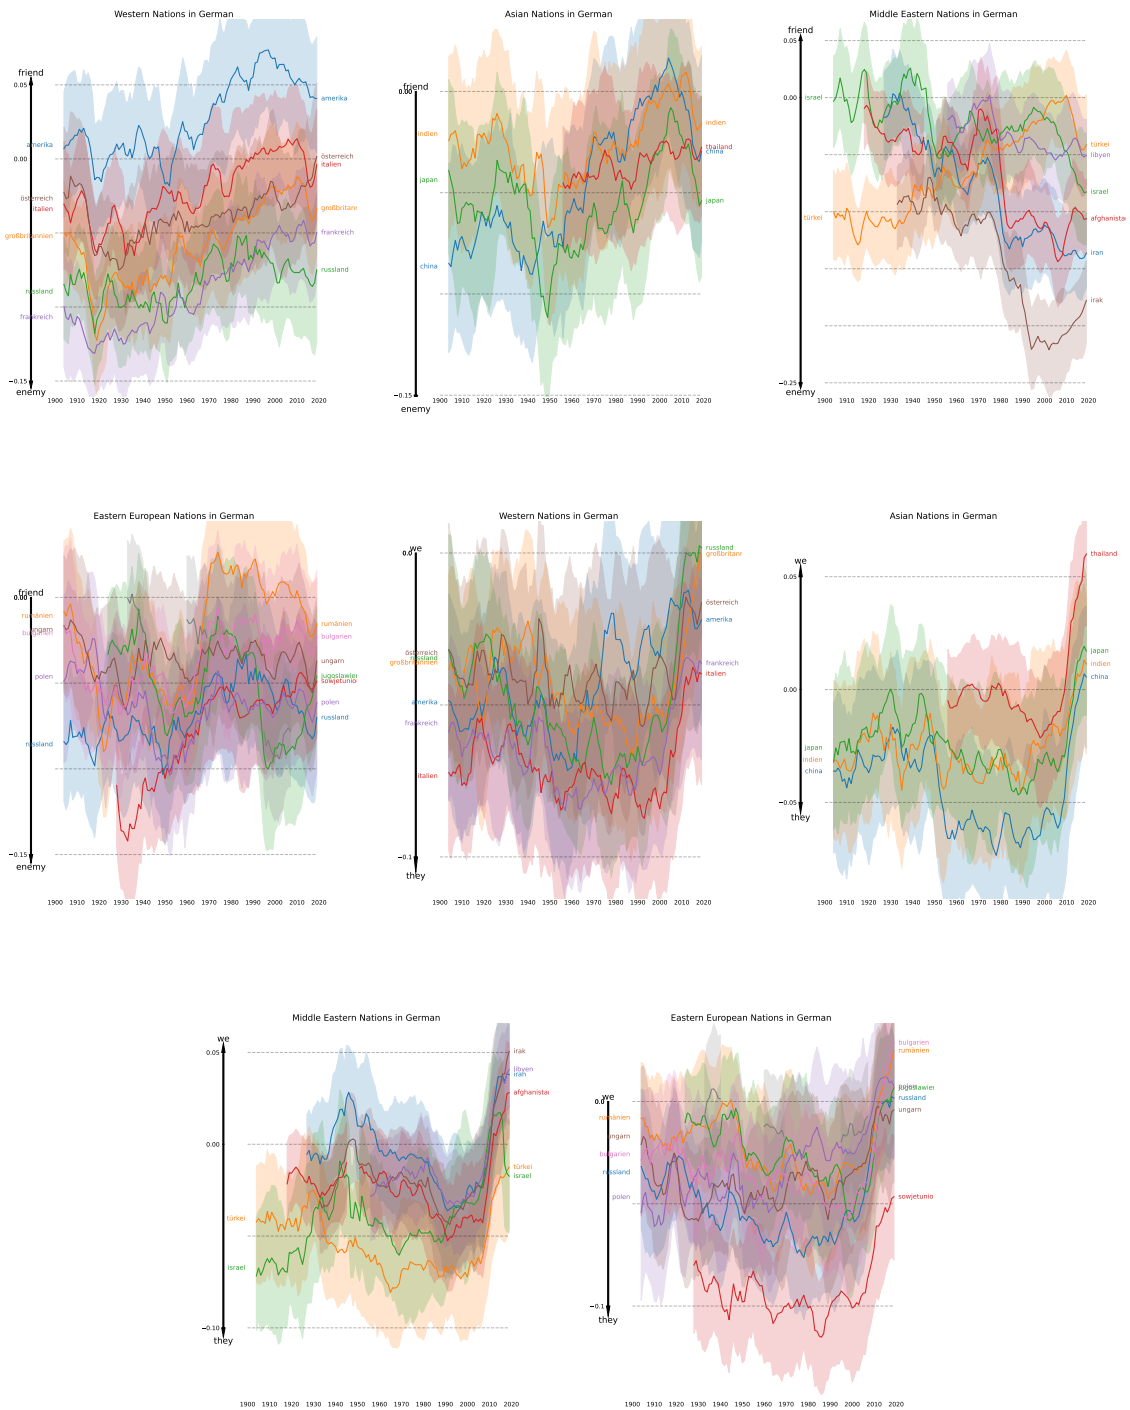 Western Nations in German
friend
0.05
0.00
−0.15
enemy
amerika
österreich
italien
großbritannien
russland
frankreich
amerika
österreich
italien
großbritanr
frankreich
russland
1900 1910 1920 1930 1940 1950 1960 1970 1980 1990 2000 2010 2020
Asian Nations in German
friend
0.00
−0.15
enemy
indien
japan
china
indien
thailand
china
japan
1900 1910 1920 1930 1940 1950 1960 1970 1980 1990 2000 2010 2020
Middle Eastern Nations in German
friend
0.05
0.00
−0.25
enemy
israel
türkei
türkei
libyen
israel
afghanistar
iran
irak
1900 1910 1920 1930 1940 1950 1960 1970 1980 1990 2000 2010 2020
Eastern European Nations in German
friend
0.00
−0.15
enemy
rumänien
ungarn
bulgarien
polen
russland
rumänien
bulgarien
ungarn
jugoslawier
sowjetunio
polen
russland
1900 1910 1920 1930 1940 1950 1960 1970 1980 1990 2000 2010 2020
Western Nations in German
we
0.0
−0.1
they
österreich
russland
großbritannien
amerika
frankreich
italien
russland
großbritanr
österreich
amerika
frankreich
italien
1900 1910 1920 1930 1940 1950 1960 1970 1980 1990 2000 2010 2020
Asian Nations in German
we
0.05
0.00
−0.05
they
japan
indien
china
thailand
japan
indien
china
1900 1910 1920 1930 1940 1950 1960 1970 1980 1990 2000 2010 2020
Middle Eastern Nations in German
we
0.05
0.00
−0.10
they
türkei
israel
irak
libyen
iran
afghanistar
türkei
israel
1900 1910 1920 1930 1940 1950 1960 1970 1980 1990 2000 2010 2020
Eastern European Nations in German
we
0.0
−0.1
they
rumänien
ungarn
bulgarien
russland
polen
bulgarien
rumänien
polen
jugoslawier
russland
ungarn
sowjetunio
1900 1910 1920 1930 1940 1950 1960 1970 1980 1990 2000 2010 2020